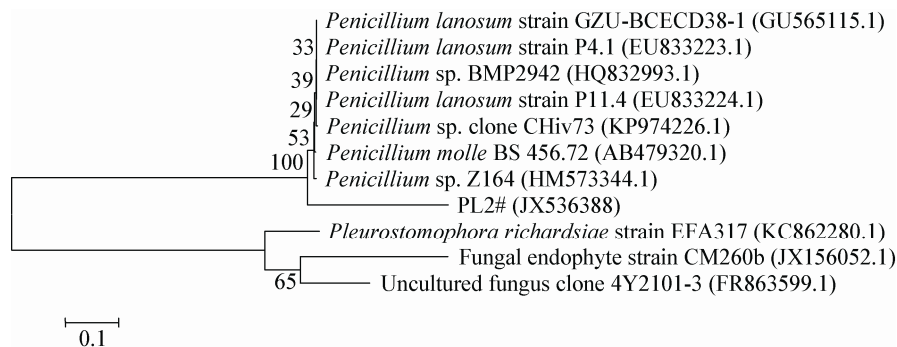 Penicillium lanosum strain GZU-BCECD38-1 (GU565115.1)
33
Penicillium lanosum strain P4.1 (EU833223.1)
39
Penicillium sp. BMP2942 (HQ832993.1)
29
Penicillium lanosum strain P11.4 (EU833224.1)
53
Penicillium sp. clone CHiv73 (KP974226.1)
100
Penicillium molle BS 456.72 (AB479320.1)
Penicillium sp. Z164 (HM573344.1)
PL2# (JX536388)
Pleurostomophora richardsiae strain EFA317 (KC862280.1)
Fungal endophyte strain CM260b (JX156052.1)
65
Uncultured fungus clone 4Y2101-3 (FR863599.1)
0.1